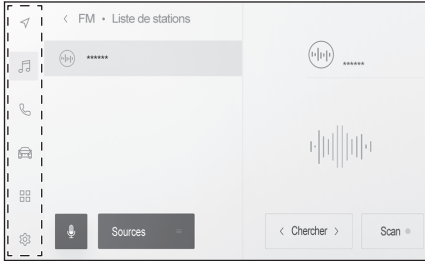 < FM • Liste de stations
******
******
Sources
< Chercher >
Scan